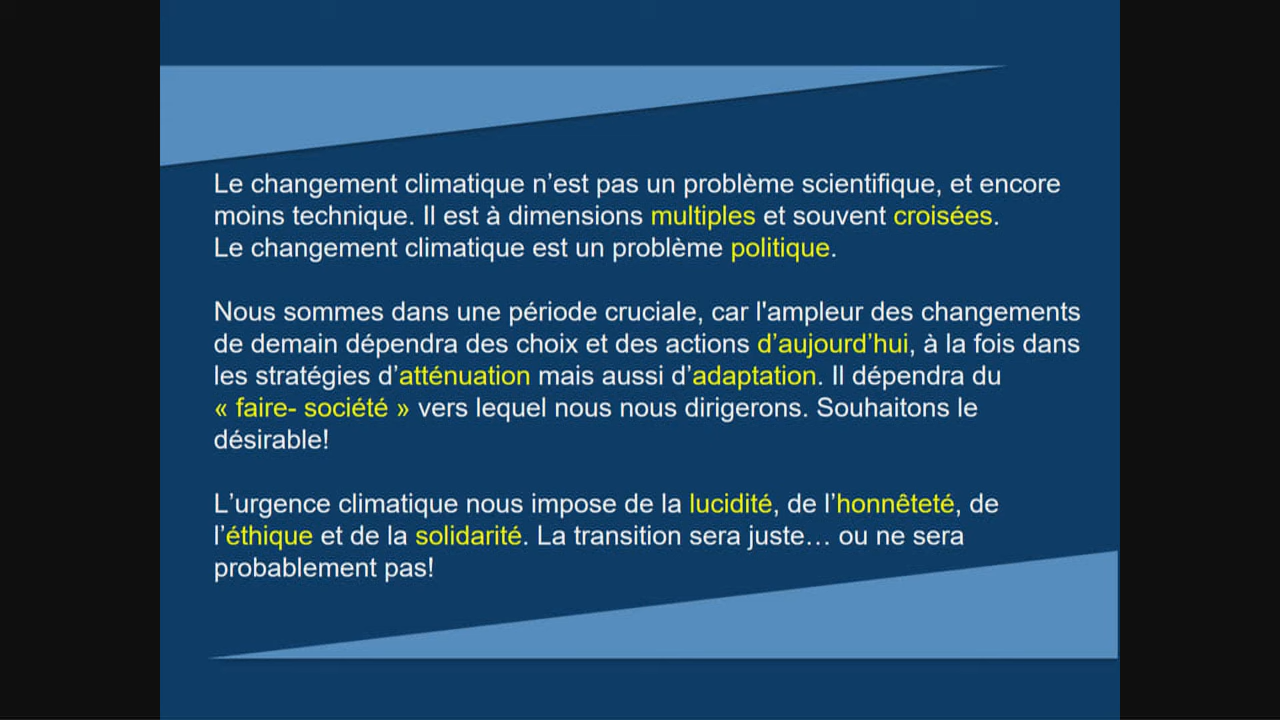 Le changement climatique n’est pas un problème scientifique, et encore
moins technique. Il est à dimensions multiples et souvent croisées.
Le changement climatique est un problème politique.
Nous sommes dans une période cruciale, car l'ampleur des changements
de demain dépendra des choix et des actions d’aujourd’hui, à la fois dans
les stratégies d’atténuation mais aussi d’adaptation. Il dépendra du
« faire- société » vers lequel nous nous dirigerons. Souhaitons le
désirable!
L’urgence climatique nous impose de la lucidité, de l’honnêteté, de
l’éthique et de la solidarité. La transition sera juste… ou ne sera
probablement pas!